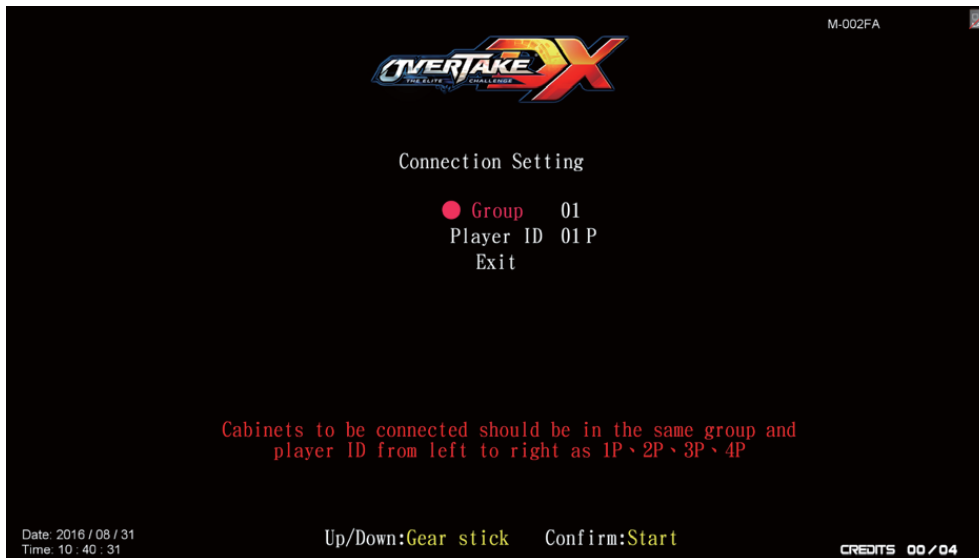 M-002FA
OVERTAKE DX
THE ELITE CHALLENGE
Connection Setting
Group 01
Player ID 01P
Exit
Cabinets to be connected should be in the same group and
player ID from left to right as 1P、2P、3P、4P
Date: 2016 / 08 / 31
Time: 10 : 40 : 31
Up/Down:Gear stick Confirm:Start
CREDITS 00/04